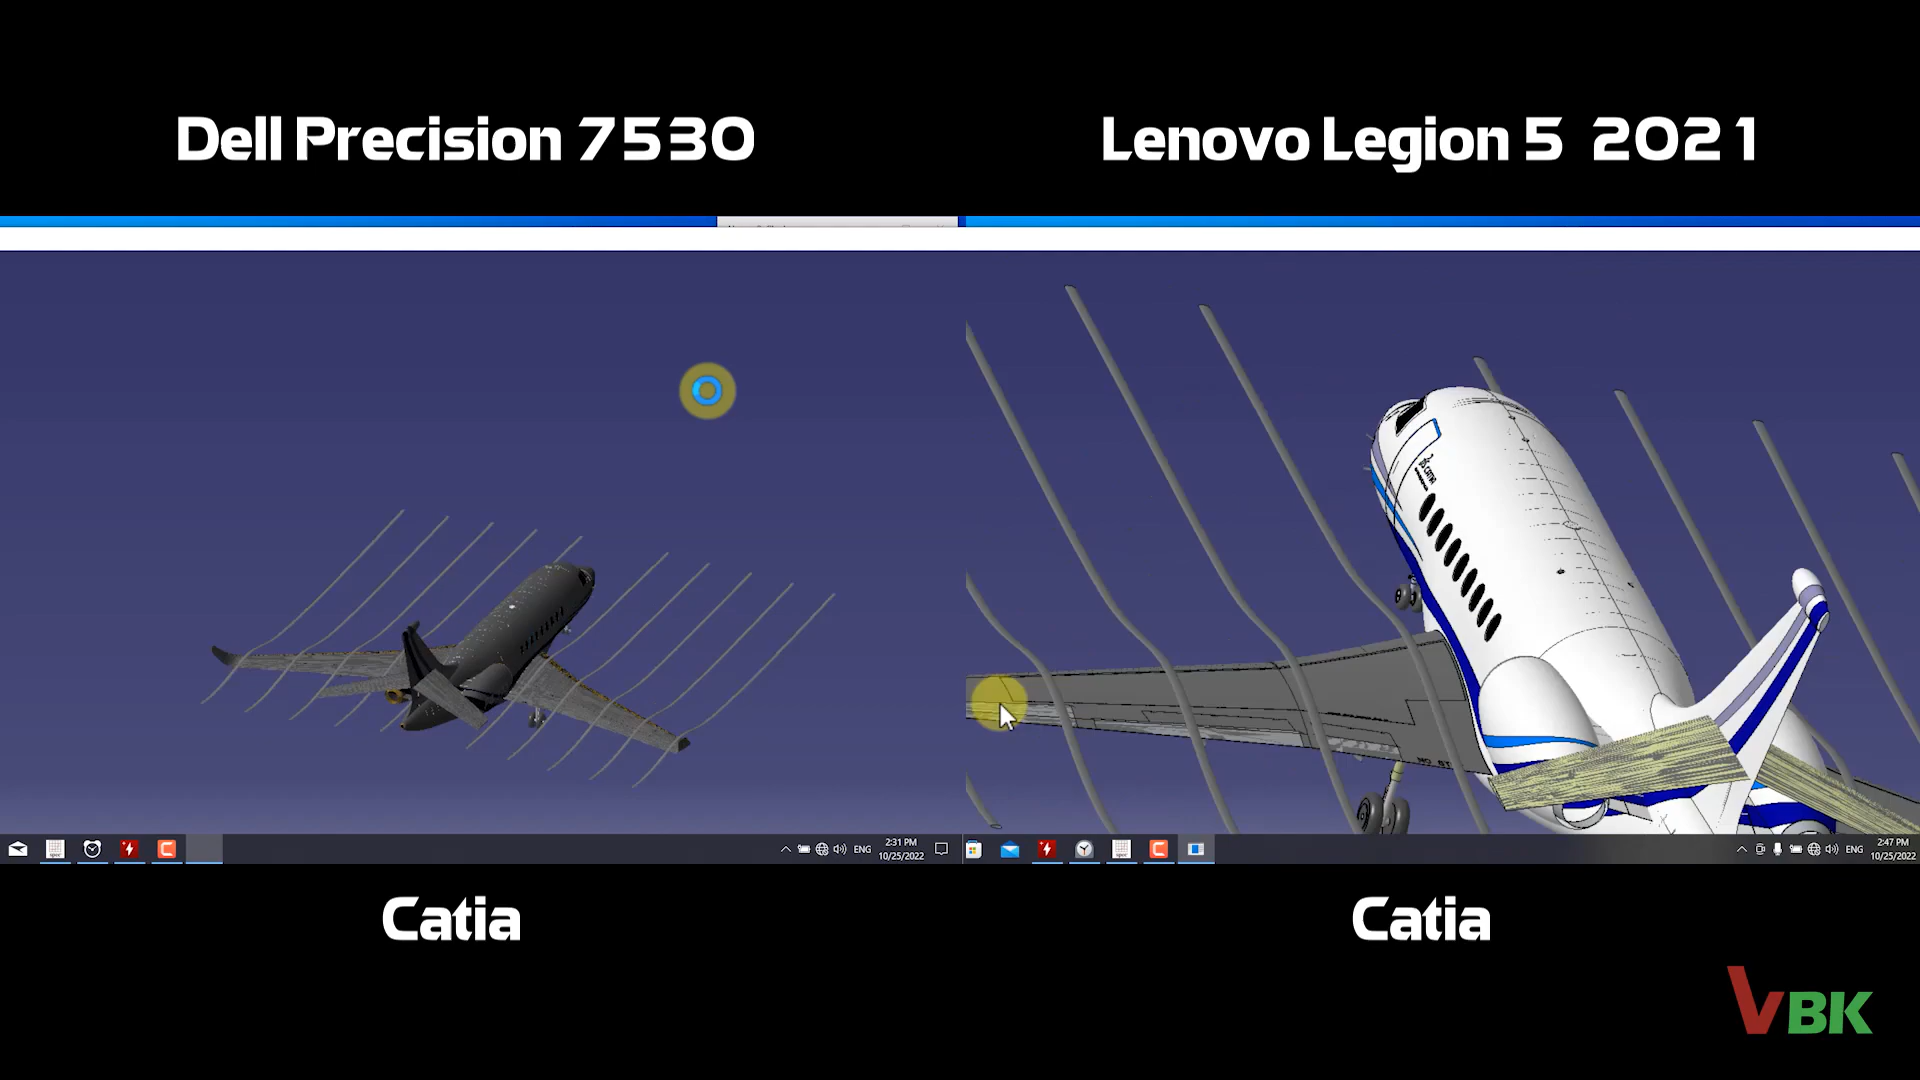 Dell Precision 7530
Lenovo Legion 5 2021
ENG
2:31 PM
10/25/2022
ENG
2:47 PM
10/25/2022
Catia
Catia
VBK